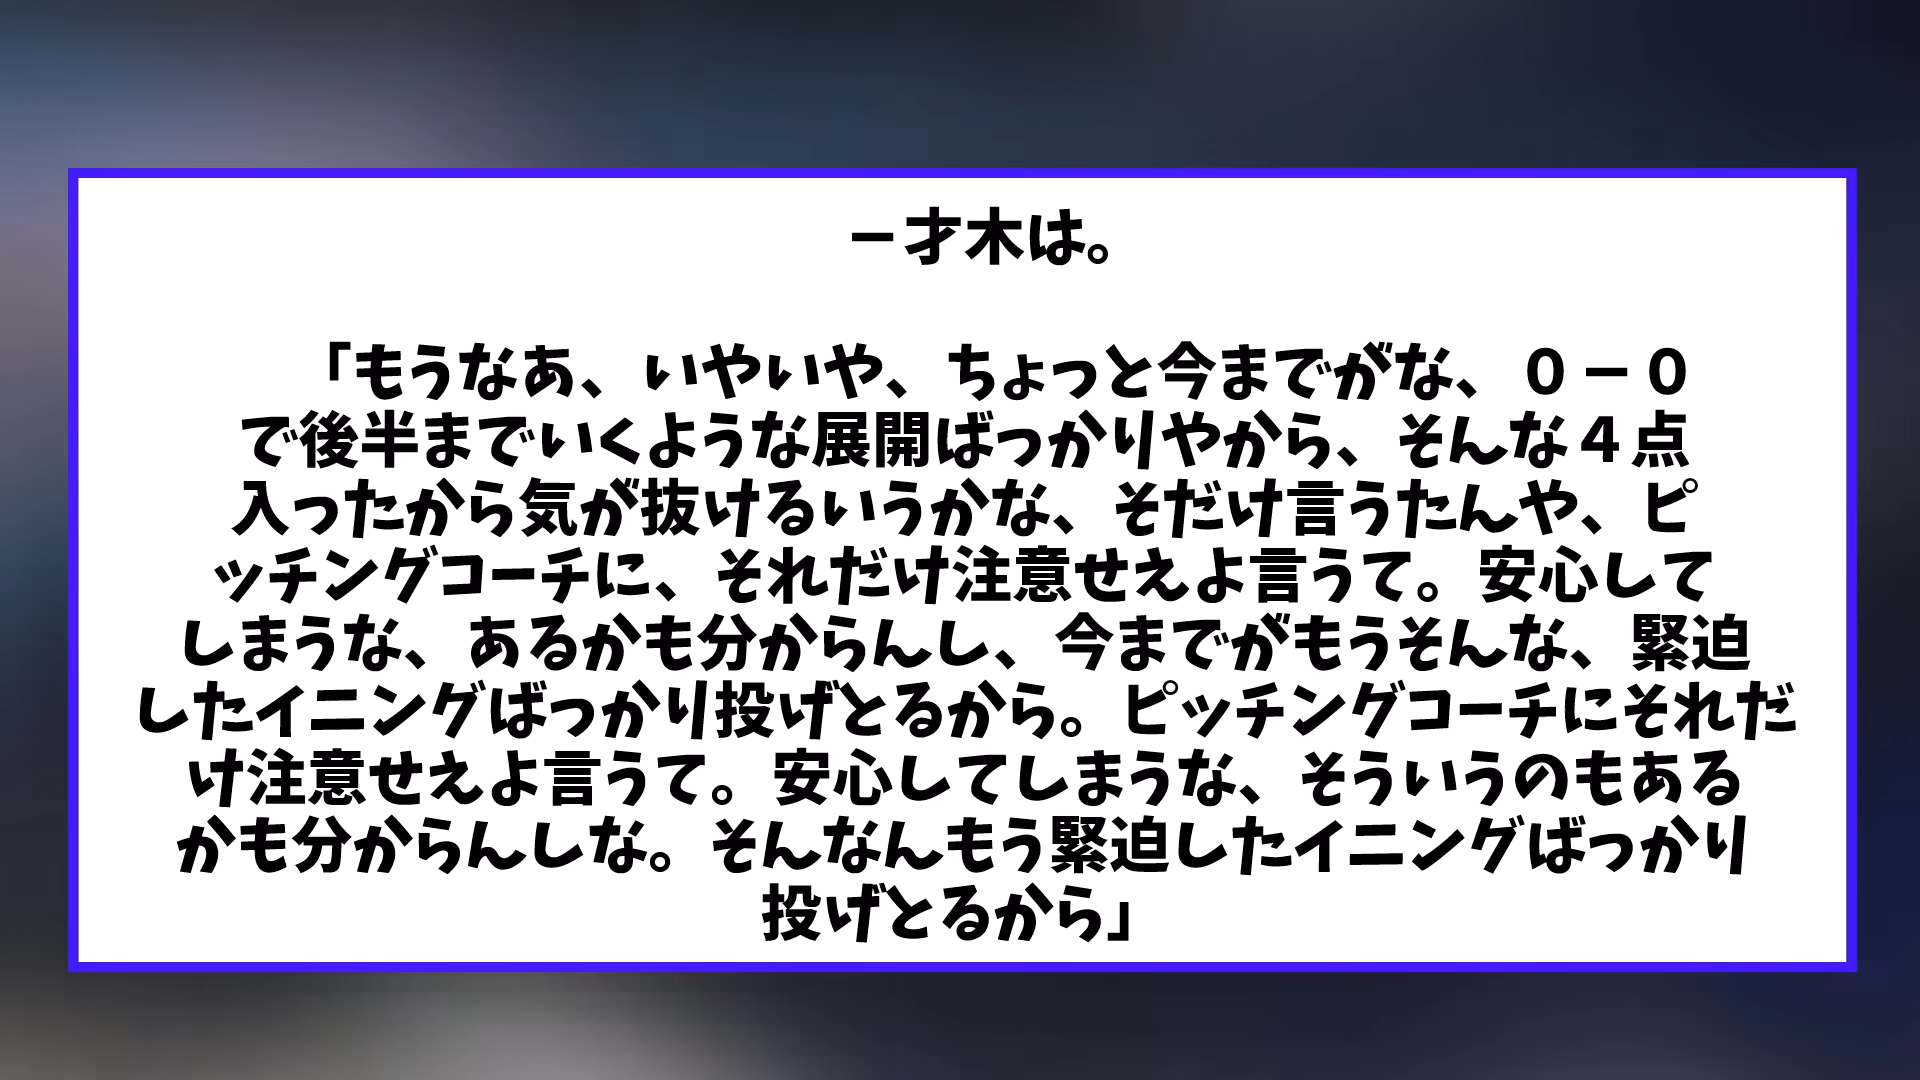 －才木は。
「もうなあ、いやいや、ちょっと今までがな、０－０
で後半までいくような展開ばっかりやから、そんな４点
入ったから気が抜けるいうかな、そだけ言うたんや、ピ
ッチングコーチに、それだけ注意せえよ言うて。安心して
しまうな、あるかも分からんし、今までがもうそんな、緊迫
したイニングばっかり投げとるから。ピッチングコーチにそれだ
け注意せえよ言うて。安心してしまうな、そういうのもある
かも分からんしな。そんなんもう緊迫したイニングばっかり
投げとるから」